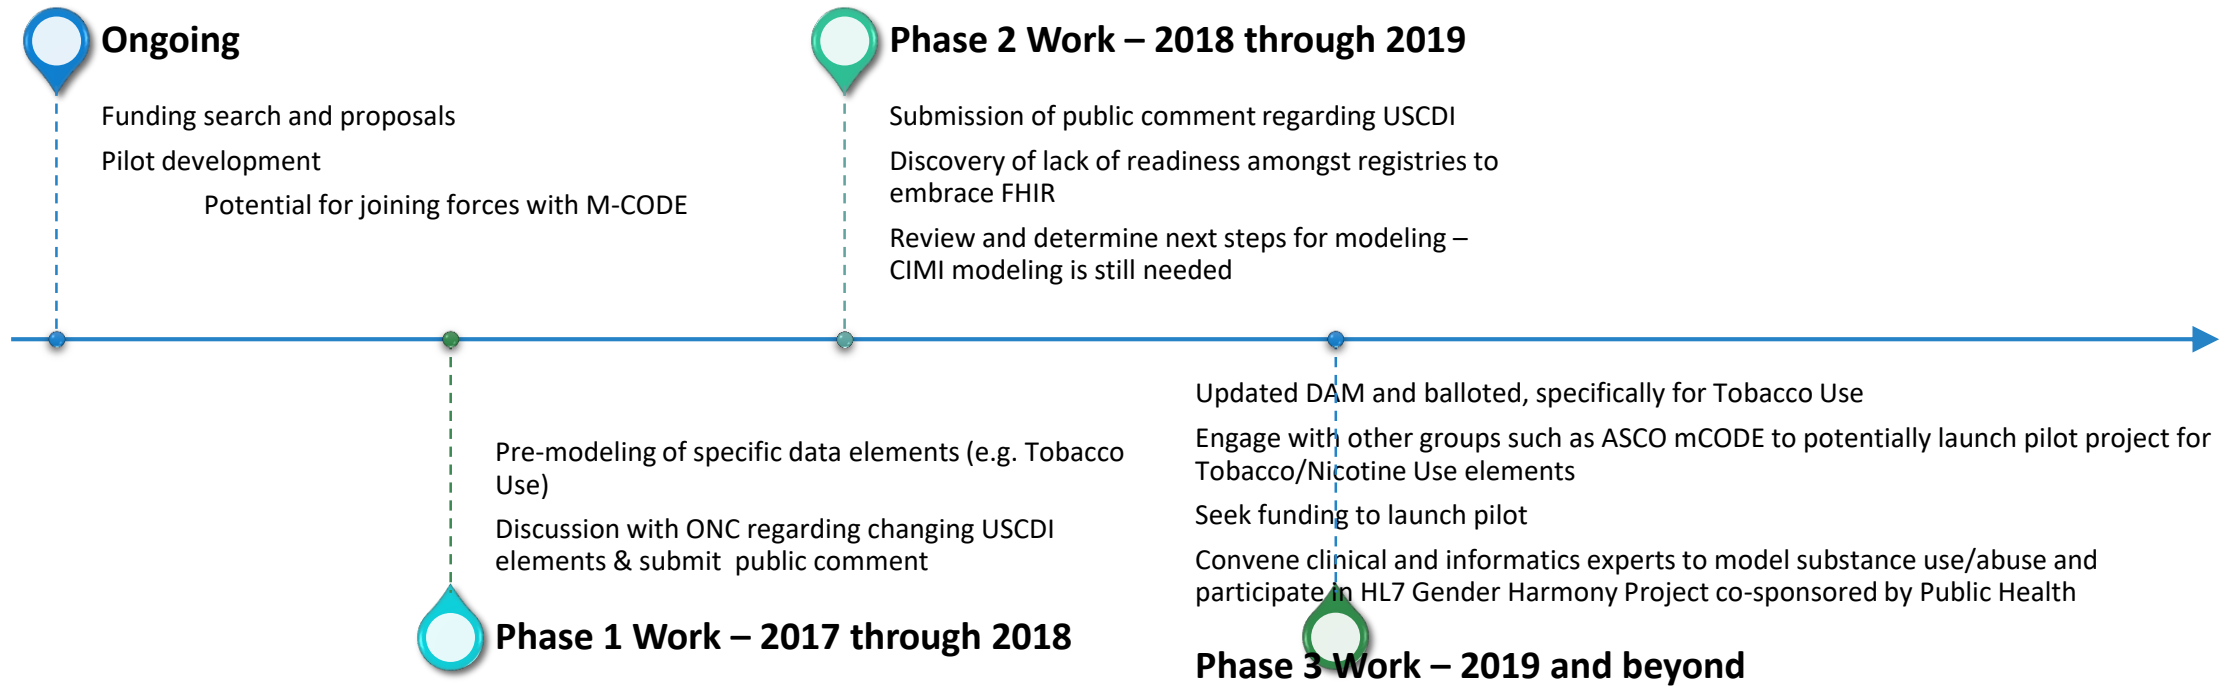 Ongoing
Funding search and proposals
Pilot development
Potential for joining forces with M-CODE
Phase 2 Work – 2018 through 2019
Submission of public comment regarding USCDI
Discovery of lack of readiness amongst registries to
embrace FHIR
Review and determine next steps for modeling –
CIMI modeling is still needed
Pre-modeling of specific data elements (e.g. Tobacco
Use)
Discussion with ONC regarding changing USCDI
elements & submit  public comment
Phase 1 Work – 2017 through 2018
Updated DAM and balloted, specifically for Tobacco Use
Engage with other groups such as ASCO mCODE to potentially launch pilot project for
Tobacco/Nicotine Use elements
Seek funding to launch pilot
Convene clinical and informatics experts to model substance use/abuse and
participate in HL7 Gender Harmony Project co-sponsored by Public Health
Phase 3 Work – 2019 and beyond